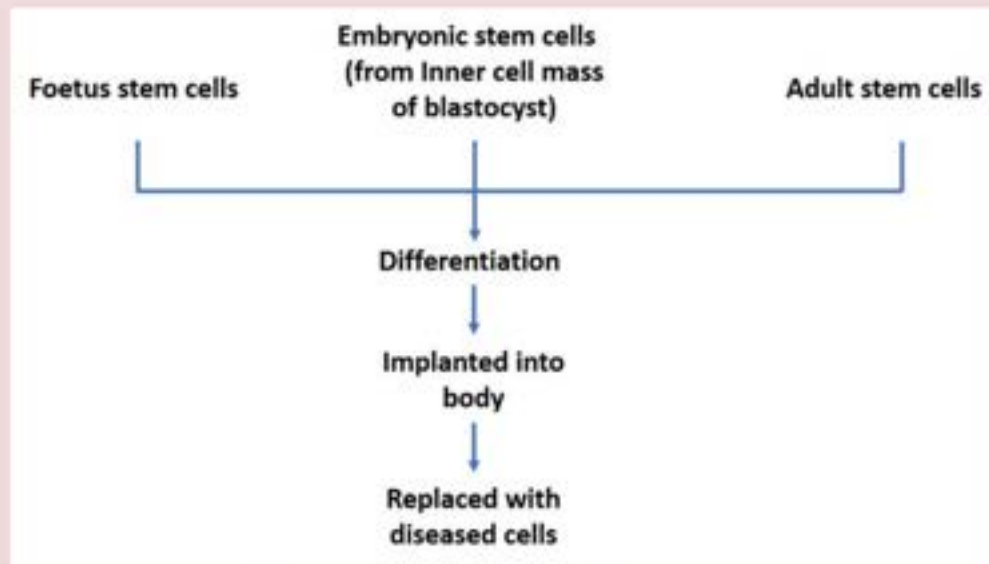 Foetus stem cells
Embryonic stem cells
(from Inner cell mass
of blastocyst)
Adult stem cells
Differentiation
Implanted into
body
Replaced with
diseased cells